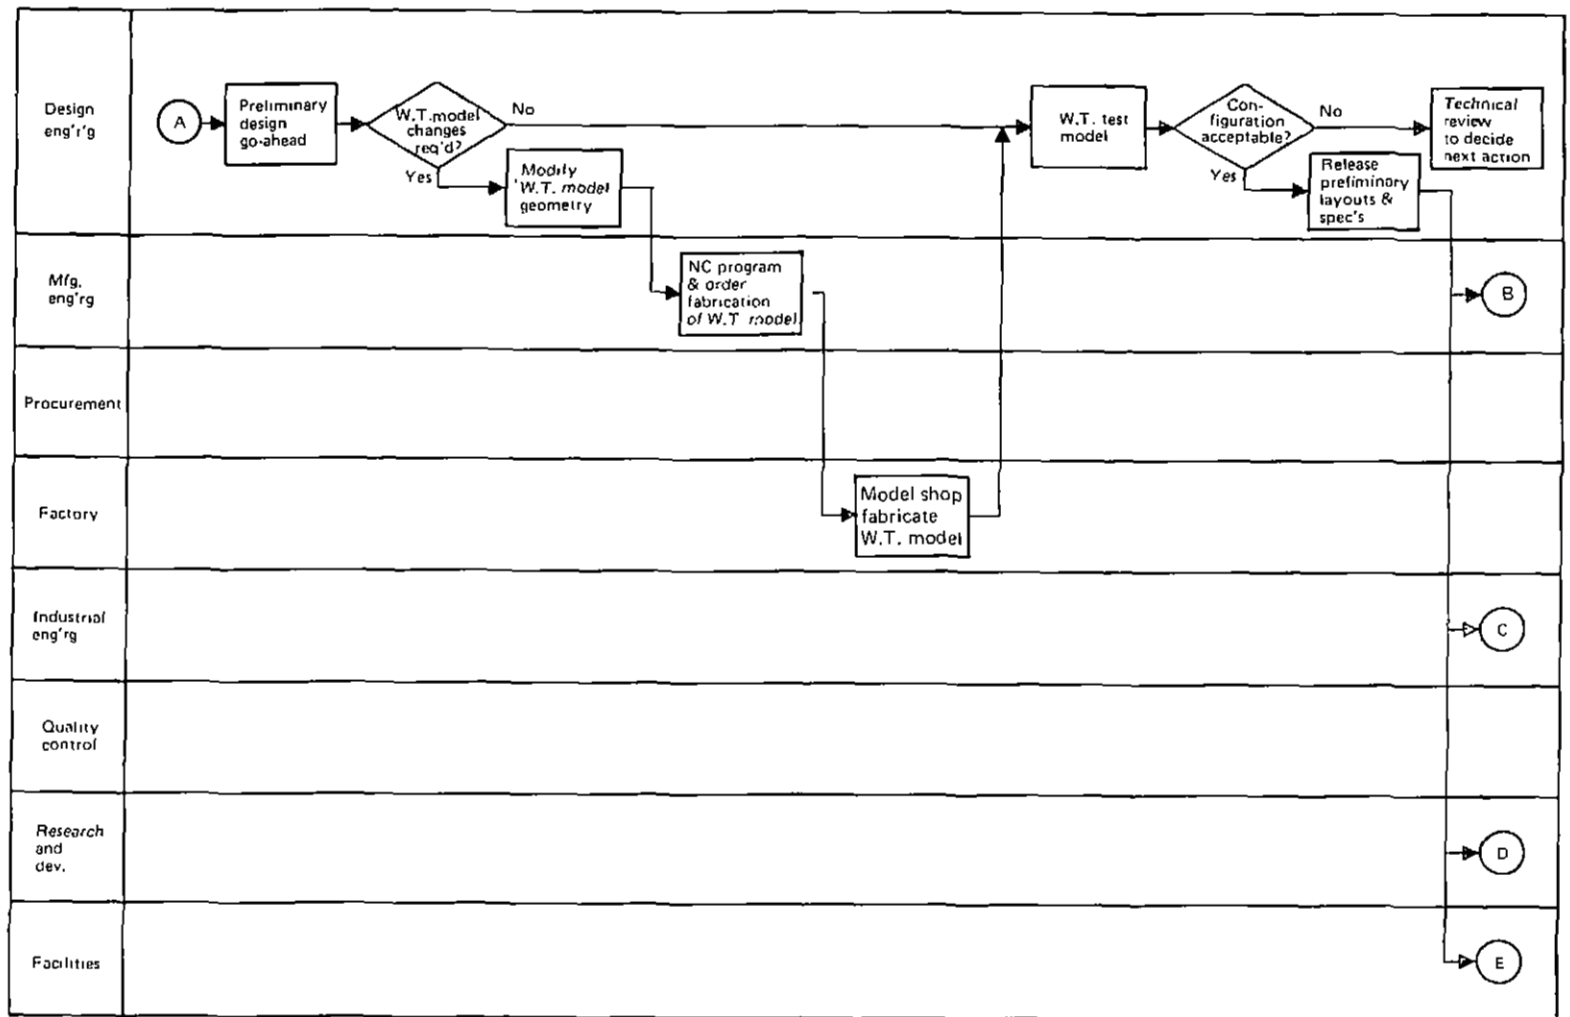 Design
eng'r'g
A
Preliminary
design
go-ahead
W.T. model
changes
req'd?
No
Yes
Modify
W.T. model
geometry
W.T. test
model
Con-
figuration
acceptable?
No
Yes
Technical
review
to decide
next action
Release
preliminary
layouts &
spec's
Mfg.
eng'rg
NC program
& order
fabrication
of W.T. model
B
Procurement
Factory
Model shop
fabricate
W.T. model
Industrial
eng'rg
C
Quality
control
Research
and
dev.
D
Facilities
E